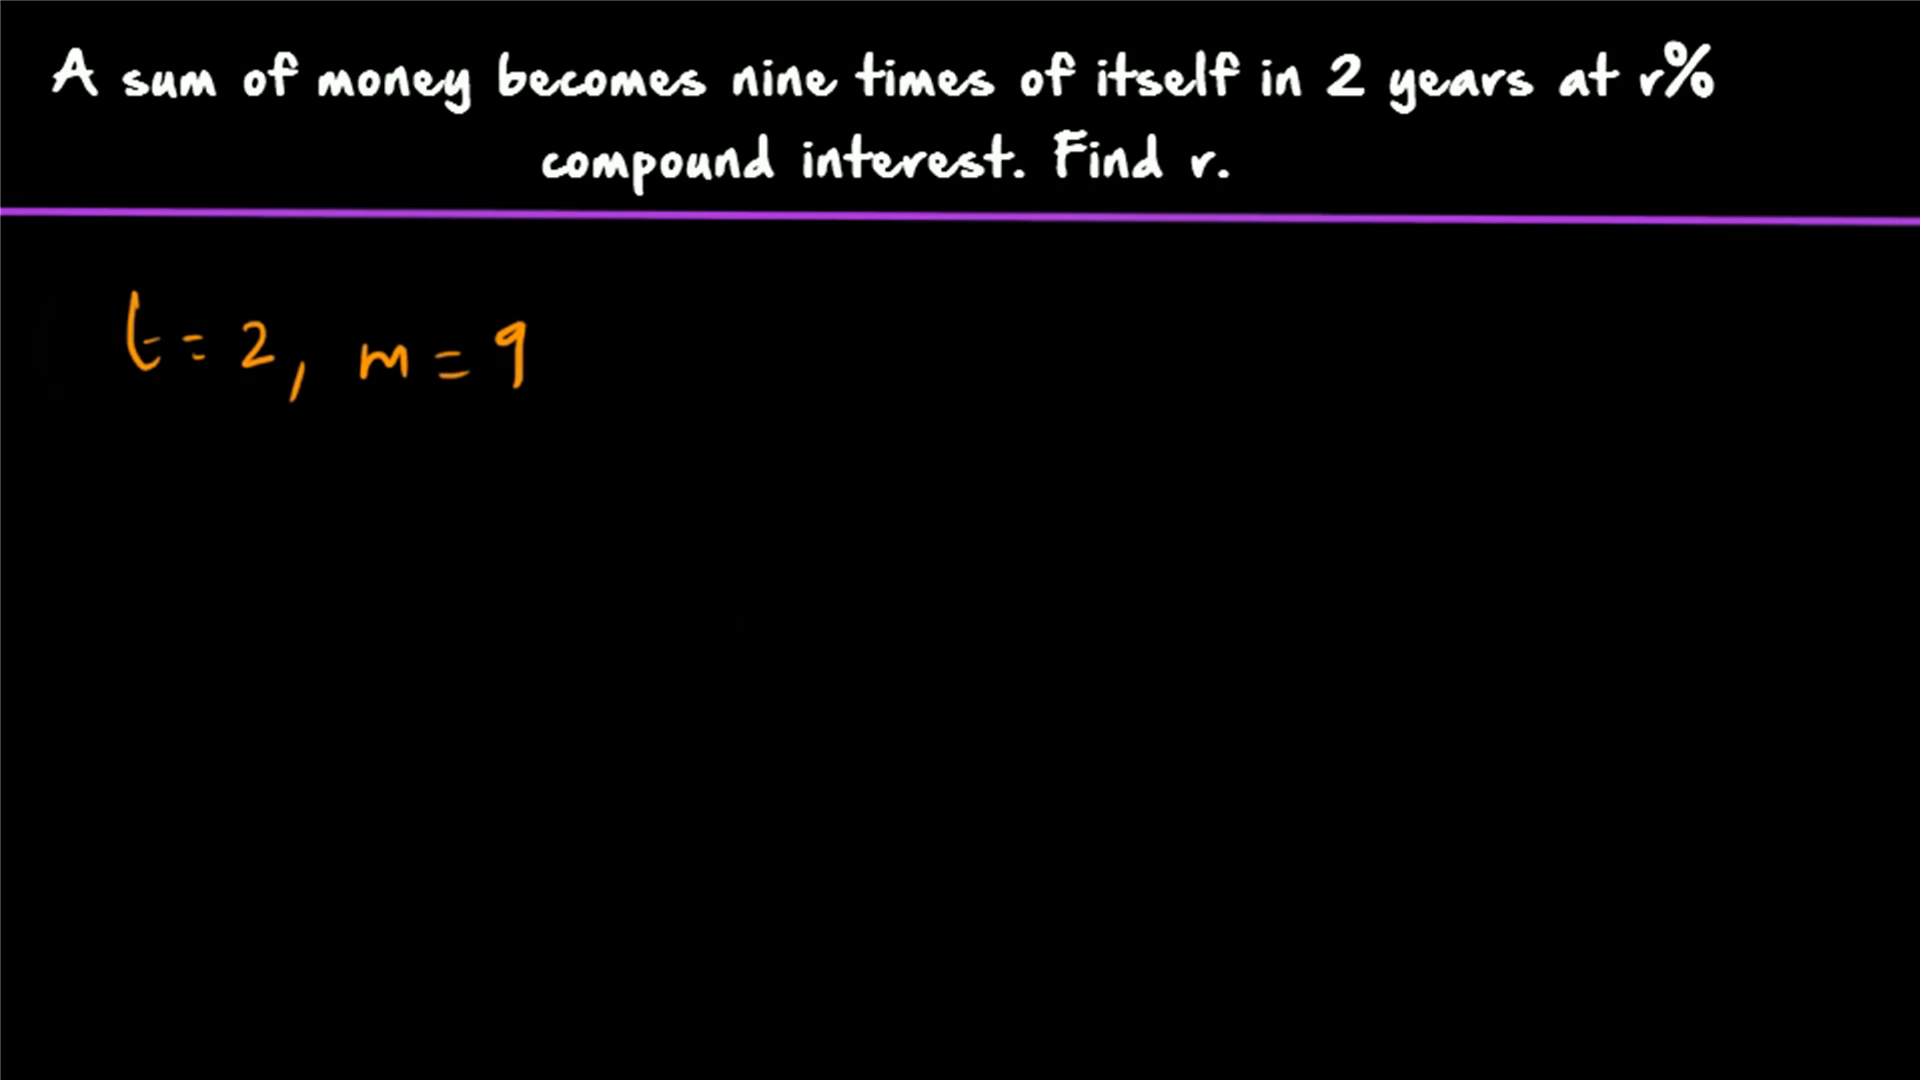 A sum of money becomes nine times of itself in 2 years at r%
compound interest. Find r.
t = 2, m = 9